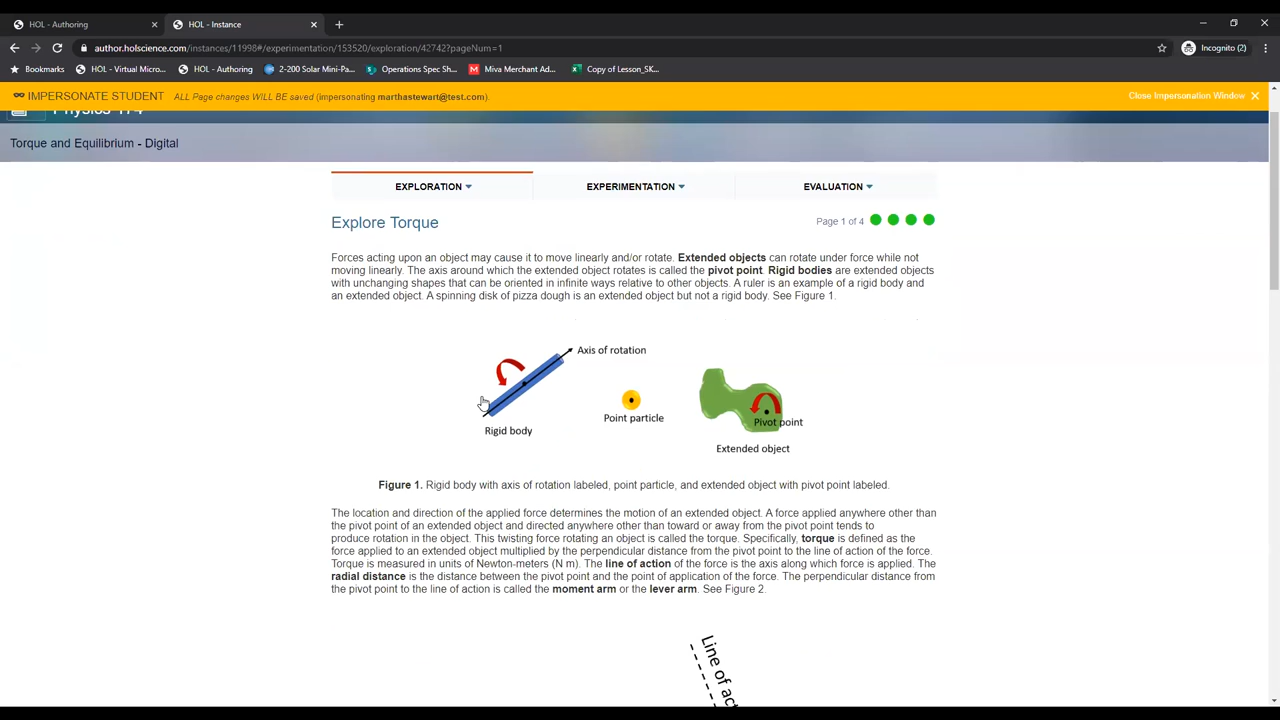 HOL - Authoring
HOL - Instance
author.holscience.com/instances/11998#/experimentation/153520/exploration/42742?pageNum=1
Incognito (2)
Bookmarks
HOL - Virtual Micro...
HOL - Authoring
2-200 Solar Mini-Pa...
Operations Spec Sh...
Miva Merchant Ad...
Copy of Lesson_SK...
IMPERSONATE STUDENT ALL Page changes WILL BE saved (impersonating marthastewart@test.com).
Close Impersonation Window
Torque and Equilibrium - Digital
EXPLORATION
EXPERIMENTATION
EVALUATION
Explore Torque
Page 1 of 4
Forces acting upon an object may cause it to move linearly and/or rotate. Extended objects can rotate under force while not
moving linearly. The axis around which the extended object rotates is called the pivot point. Rigid bodies are extended objects
with unchanging shapes that can be oriented in infinite ways relative to other objects. A ruler is an example of a rigid body and
an extended object. A spinning disk of pizza dough is an extended object but not a rigid body. See Figure 1.
Axis of rotation
Rigid body
Point particle
Pivot point
Extended object
Figure 1. Rigid body with axis of rotation labeled, point particle, and extended object with pivot point labeled.
The location and direction of the applied force determines the motion of an extended object. A force applied anywhere other than
the pivot point of an extended object and directed anywhere other than toward or away from the pivot point tends to
produce rotation in the object. This twisting force rotating an object is called the torque. Specifically, torque is defined as the
force applied to an extended object multiplied by the perpendicular distance from the pivot point to the line of action of the force.
Torque is measured in units of Newton-meters (N m). The line of action of the force is the axis along which force is applied. The
radial distance is the distance between the pivot point and the point of application of the force. The perpendicular distance from
the pivot point to the line of action is called the moment arm or the lever arm. See Figure 2.
Line of act